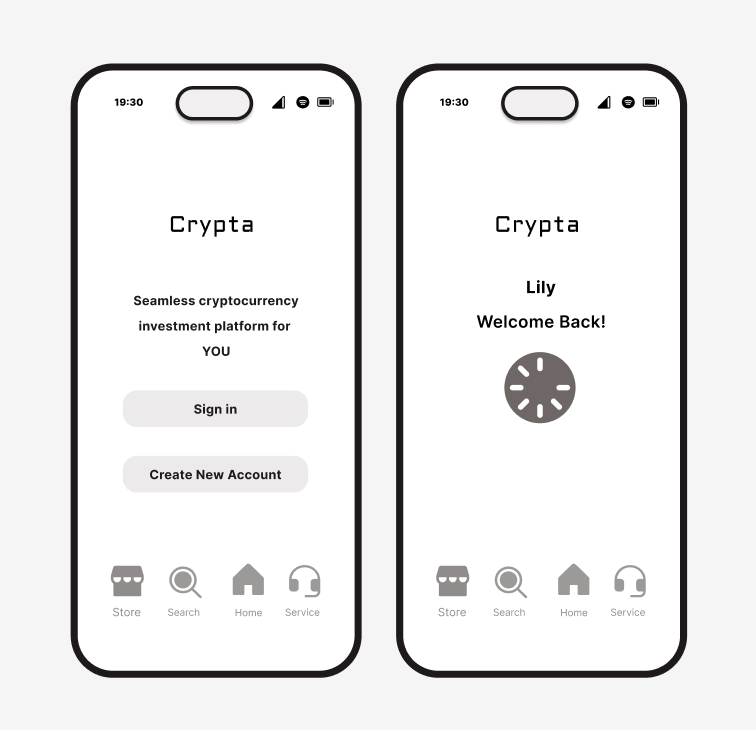 19:30
Crypta
Seamless cryptocurrency
investment platform for
YOU
Sign in
Create New Account
Store Search Home Service
19:30
Crypta
Lily
Welcome Back!
Store Search Home Service